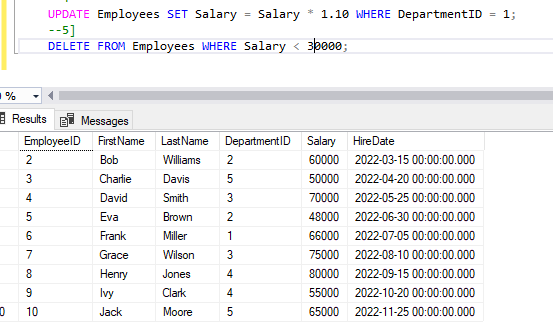 UPDATE Employees SET Salary = Salary * 1.10 WHERE DepartmentID = 1;
--5]
DELETE FROM Employees WHERE Salary < 30000;
%
Results Messages
EmployeeID FirstName LastName DepartmentID Salary HireDate
2 Bob Williams 2 60000 2022-03-15 00:00:00.000
3 Charlie Davis 5 50000 2022-04-20 00:00:00.000
4 David Smith 3 70000 2022-05-25 00:00:00.000
5 Eva Brown 2 48000 2022-06-30 00:00:00.000
6 Frank Miller 1 66000 2022-07-05 00:00:00.000
7 Grace Wilson 3 75000 2022-08-10 00:00:00.000
8 Henry Jones 4 80000 2022-09-15 00:00:00.000
9 Ivy Clark 4 55000 2022-10-20 00:00:00.000
10 Jack Moore 5 65000 2022-11-25 00:00:00.000